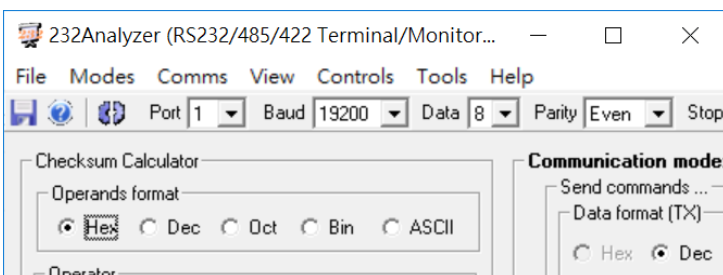 232Analyzer (RS232/485/422 Terminal/Monitor...
File Modes Comms View Controls Tools Help
Port 1 Baud 19200 Data 8 Parity Even Stop
Checksum Calculator
Operands format
Hex Dec Oct Bin ASCII
Operator
Communication mode
Send commands ...
Data format (TX)
Hex Dec